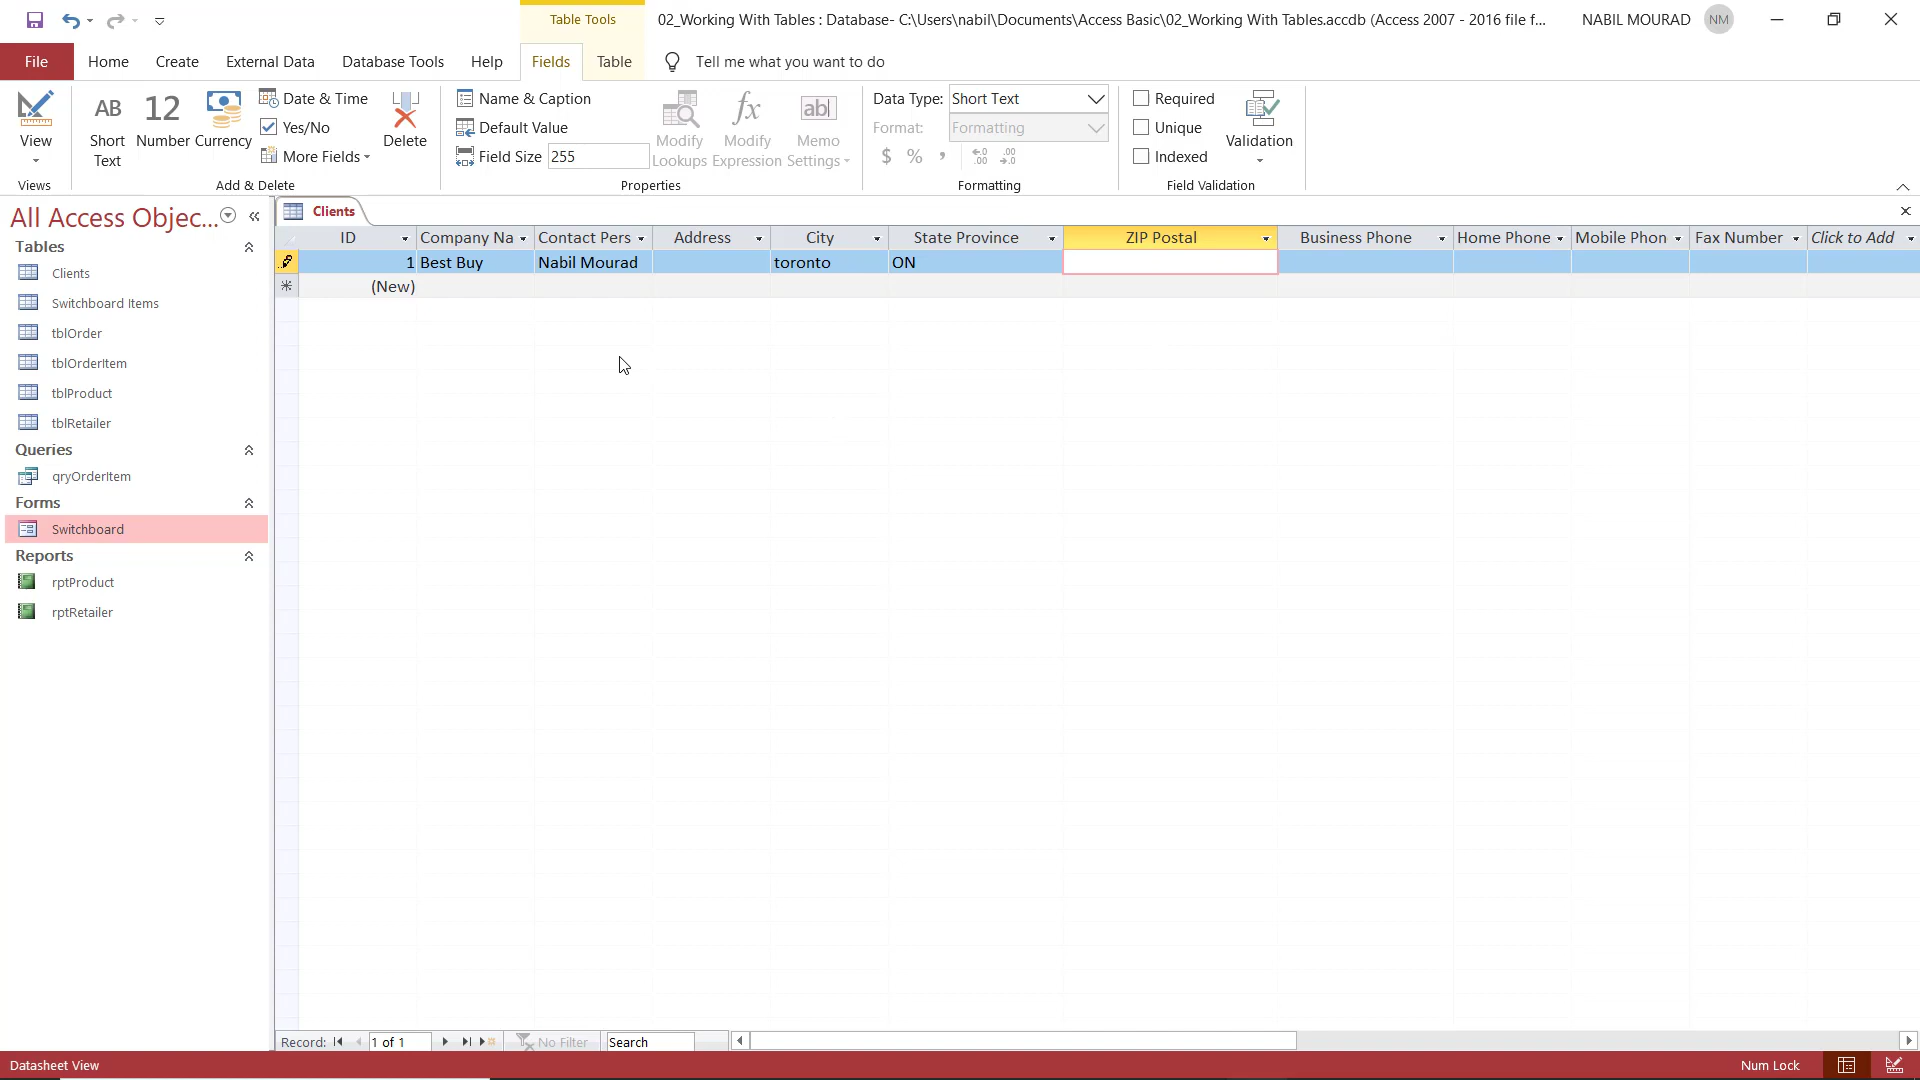 Table Tools
02_Working With Tables : Database- C:\Users\nabil\Documents\Access Basic\02_Working With Tables.accdb (Access 2007 - 2016 file f...
NABIL MOURAD
NM
File
Home
Create
External Data
Database Tools
Help
Fields
Table
Tell me what you want to do
View
Views
AB
Short
Text
12
Number
Currency
Date & Time
Yes/No
More Fields
Delete
Add & Delete
Name & Caption
Default Value
Field Size 255
Modify
Lookups
fx
Modify
Expression
ab|
Memo
Settings
Properties
Data Type: Short Text
Format: Formatting
$ % ,
Formatting
Required
Unique
Indexed
Validation
Field Validation
All Access Objec...
Tables
Clients
Switchboard Items
tblOrder
tblOrderItem
tblProduct
tblRetailer
Queries
qryOrderItem
Forms
Switchboard
Reports
rptProduct
rptRetailer
Clients
ID Company Na Contact Pers Address City State Province ZIP Postal Business Phone Home Phone Mobile Phon Fax Number Click to Add
1 Best Buy Nabil Mourad toronto ON
(New)
Record: 1 of 1 No Filter Search
Datasheet View
Num Lock